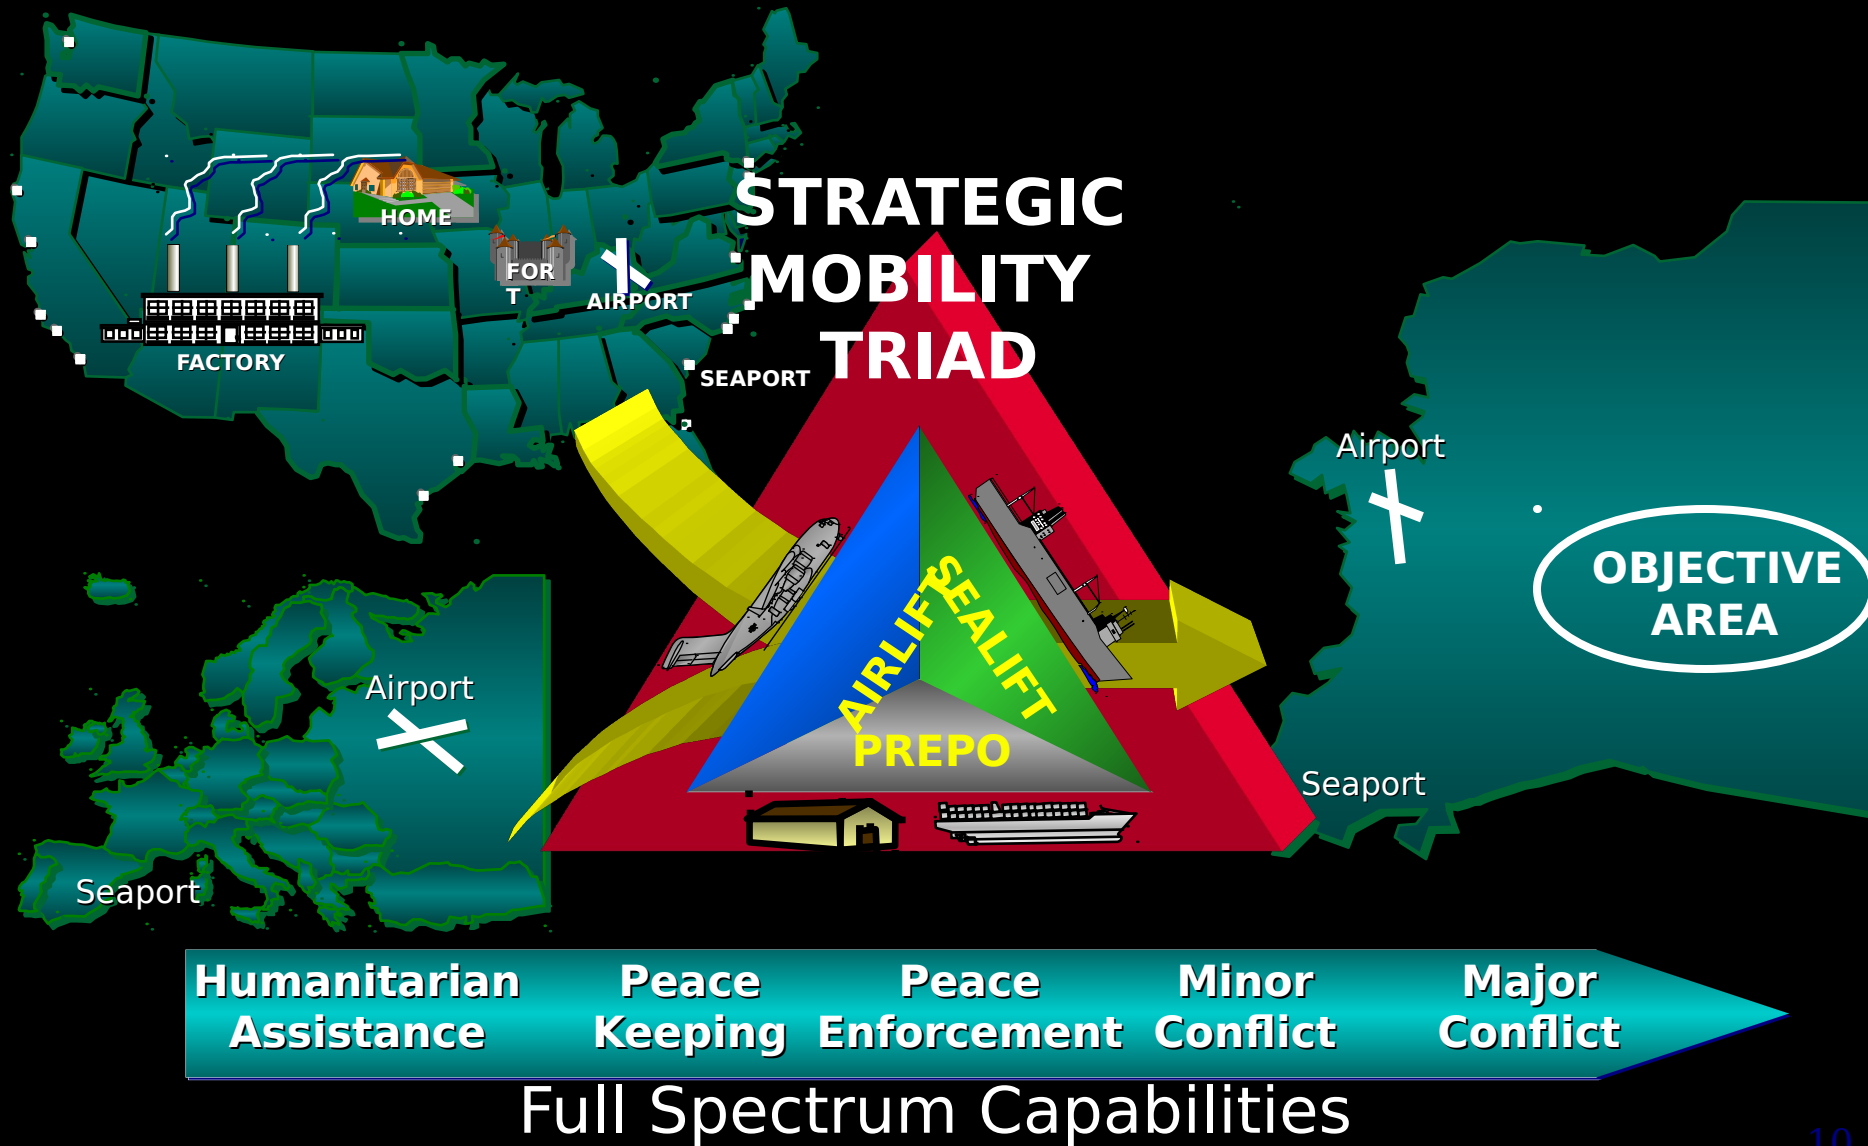 STRATEGIC
MOBILITY
TRIAD
HOME
FOR
T
AIRPORT
FACTORY
SEAPORT
Airport
OBJECTIVE
AREA
AIRLIFT
SEALIFT
PREPO
Airport
Seaport
Seaport
Humanitarian
Assistance
Peace
Keeping
Peace
Enforcement
Minor
Conflict
Major
Conflict
Full Spectrum Capabilities
10